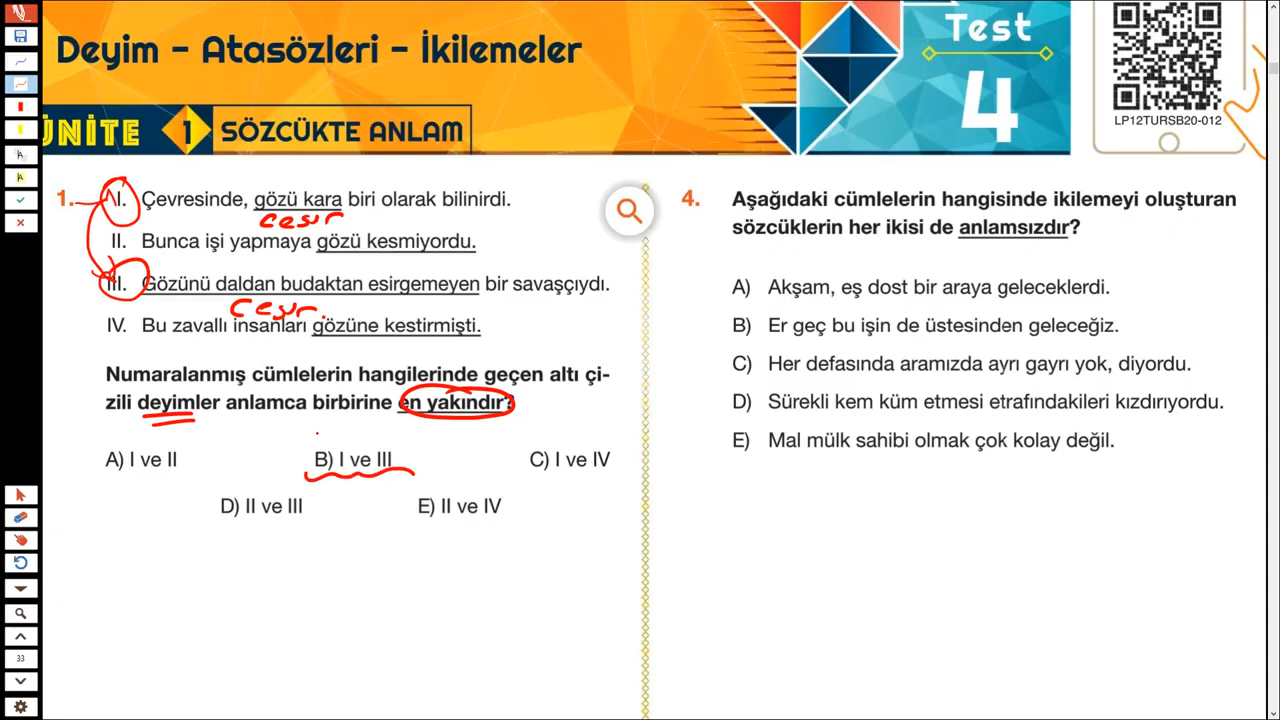 Deyim – Atasözleri – İkilemeler
Test
4
ÜNİTE 1 SÖZCÜKTE ANLAM
LP12TURSB20-012
1. I. Çevresinde, gözü kara biri olarak bilinirdi.
cesur
II. Bunca işi yapmaya gözü kesmiyordu.
III. Gözünü daldan budaktan esirgemeyen bir savaşçıydı.
cesur
IV. Bu zavallı insanları gözüne kestirmişti.
Numaralanmış cümlelerin hangilerinde geçen altı çi-
zili deyimler anlamca birbirine en yakındır?
A) I ve II
B) I ve III
C) I ve IV
D) II ve III
E) II ve IV
4. Aşağıdaki cümlelerin hangisinde ikilemeyi oluşturan
sözcüklerin her ikisi de anlamsızdır?
A) Akşam, eş dost bir araya geleceklerdi.
B) Er geç bu işin de üstesinden geleceğiz.
C) Her defasında aramızda ayrı gayrı yok, diyordu.
D) Sürekli kem küm etmesi etrafındakileri kızdırıyordu.
E) Mal mülk sahibi olmak çok kolay değil.
33